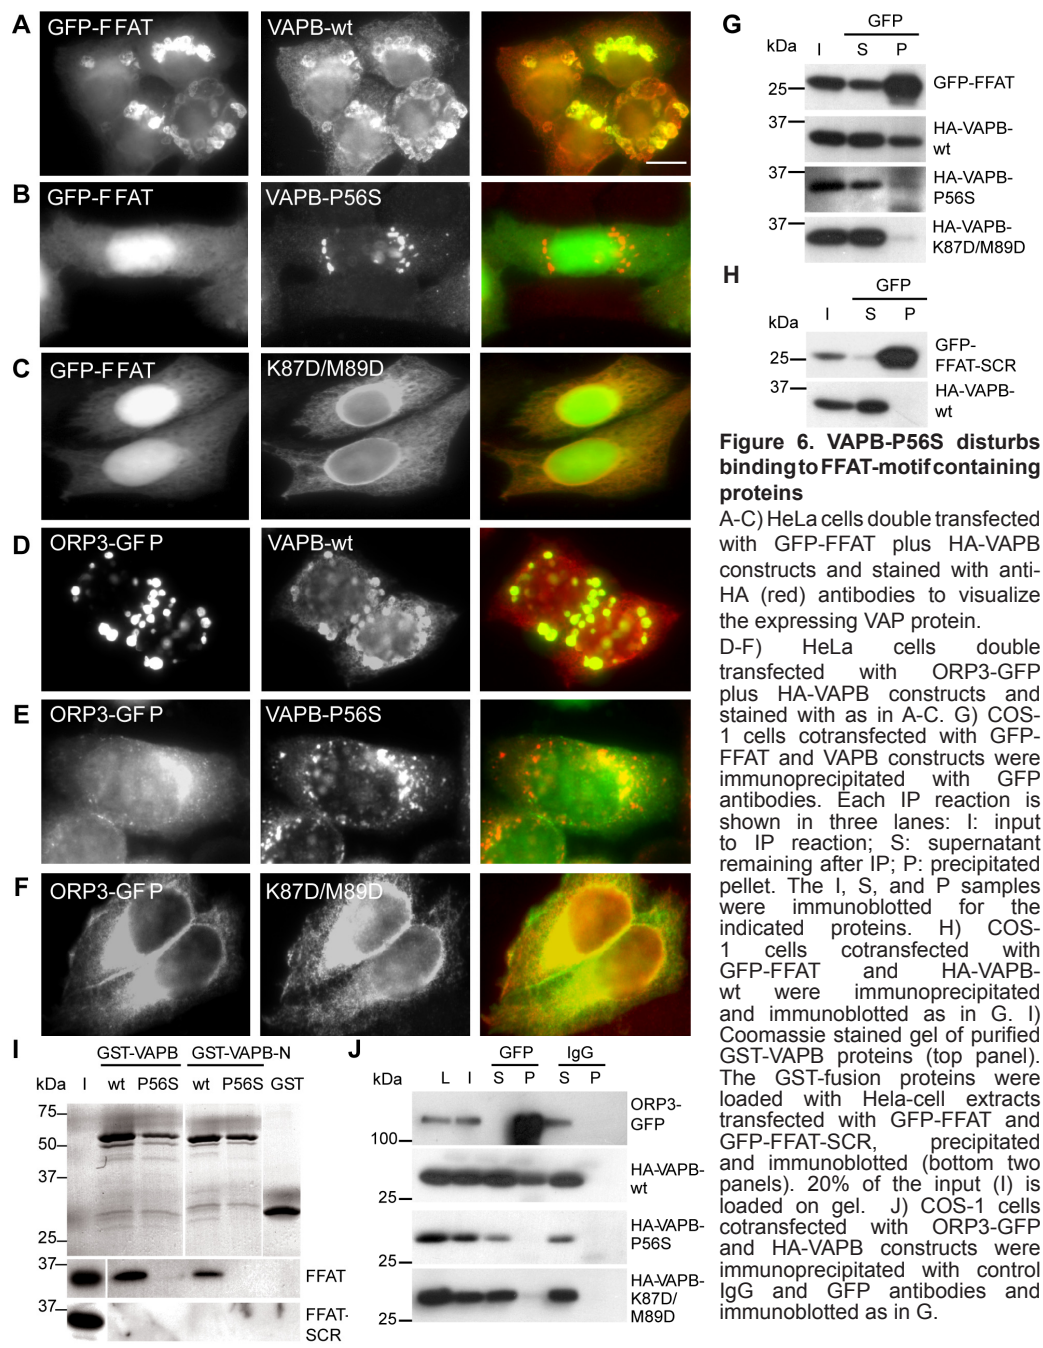 A
GFP-FFAT
VAPB-wt
B
GFP-FFAT
VAPB-P56S
C
GFP-FFAT
K87D/M89D
D
ORP3-GFP
VAPB-wt
E
ORP3-GFP
VAPB-P56S
F
ORP3-GFP
K87D/M89D
G
GFP
kDa I S P
25
GFP-FFAT
37
HA-VAPB-
wt
37
HA-VAPB-
P56S
37
HA-VAPB-
K87D/M89D
H
GFP
kDa I S P
25
GFP-
FFAT-SCR
37
HA-VAPB-
wt
Figure 6. VAPB-P56S disturbs
binding to FFAT-motif containing
proteins
A-C) HeLa cells double transfected
with GFP-FFAT plus HA-VAPB
constructs and stained with anti-
HA (red) antibodies to visualize
the expressing VAP protein.
D-F) HeLa cells double
transfected with ORP3-GFP
plus HA-VAPB constructs and
stained with as in A-C. G) COS-
1 cells cotransfected with GFP-
FFAT and VAPB constructs were
immunoprecipitated with GFP
antibodies. Each IP reaction is
shown in three lanes: I: input
to IP reaction; S: supernatant
remaining after IP; P: precipitated
pellet. The I, S, and P samples
were immunoblotted for the
indicated proteins. H) COS-
1 cells cotransfected with
GFP-FFAT and HA-VAPB-
wt were immunoprecipitated
and immunoblotted as in G. I)
Coomassie stained gel of purified
GST-VAPB proteins (top panel).
The GST-fusion proteins were
loaded with Hela-cell extracts
transfected with GFP-FFAT and
GFP-FFAT-SCR, precipitated
and immunoblotted (bottom two
panels). 20% of the input (I) is
loaded on gel. J) COS-1 cells
cotransfected with ORP3-GFP
and HA-VAPB constructs were
immunoprecipitated with control
IgG and GFP antibodies and
immunoblotted as in G.
I
GST-VAPB GST-VAPB-N
kDa I wt P56S wt P56S GST
75
50
37
25
37
FFAT
37
FFAT-
SCR
J
GFP IgG
kDa L I S P S P
100
ORP3-
GFP
25
HA-VAPB-
wt
25
HA-VAPB-
P56S
25
HA-VAPB-
K87D/
M89D